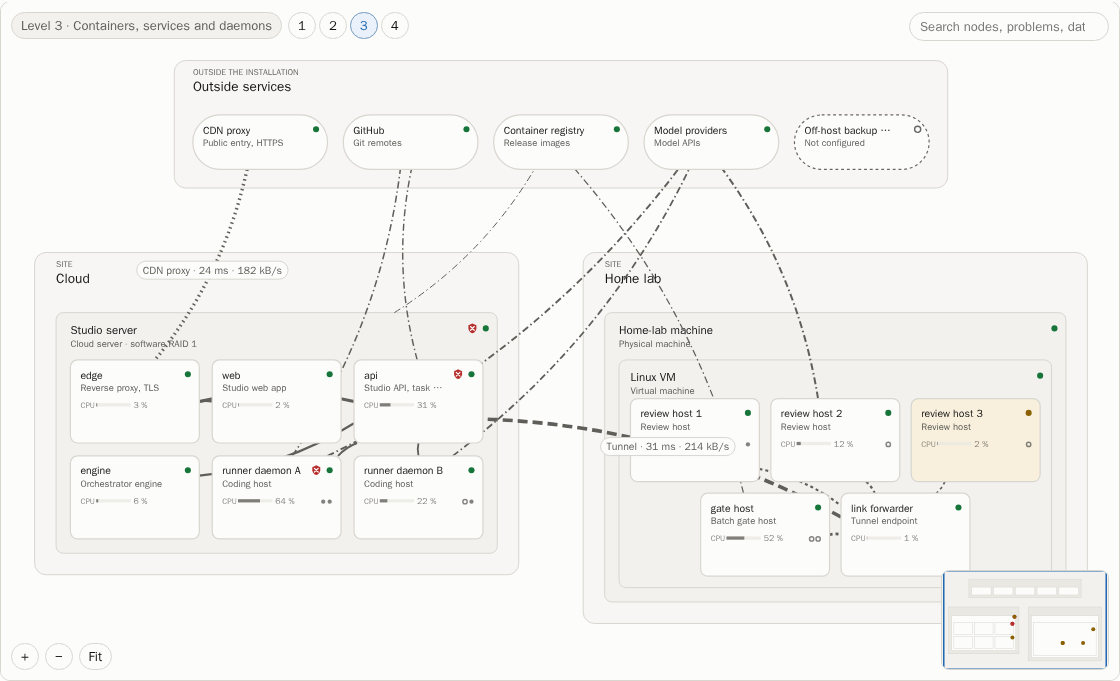 Level 3 · Containers, services and daemons
1
2
3
4
Search nodes, problems, dat
OUTSIDE THE INSTALLATION
Outside services
CDN proxy
Public entry, HTTPS
GitHub
Git remotes
Container registry
Release images
Model providers
Model APIs
Off-host backup ···
Not configured
SITE
Cloud
CDN proxy · 24 ms · 182 kB/s
Studio server
Cloud server · software RAID 1
edge
Reverse proxy, TLS
CPU 3 %
web
Studio web app
CPU 2 %
api
Studio API, task ···
CPU 31 %
engine
Orchestrator engine
CPU 6 %
runner daemon A
Coding host
CPU 64 %
runner daemon B
Coding host
CPU 22 %
SITE
Home lab
Home-lab machine
Physical machine
Linux VM
Virtual machine
review host 1
Review host
Tunnel · 31 ms · 214 kB/s
review host 2
Review host
CPU 12 %
review host 3
Review host
CPU 2 %
gate host
Batch gate host
CPU 52 %
link forwarder
Tunnel endpoint
CPU 1 %
+
−
Fit